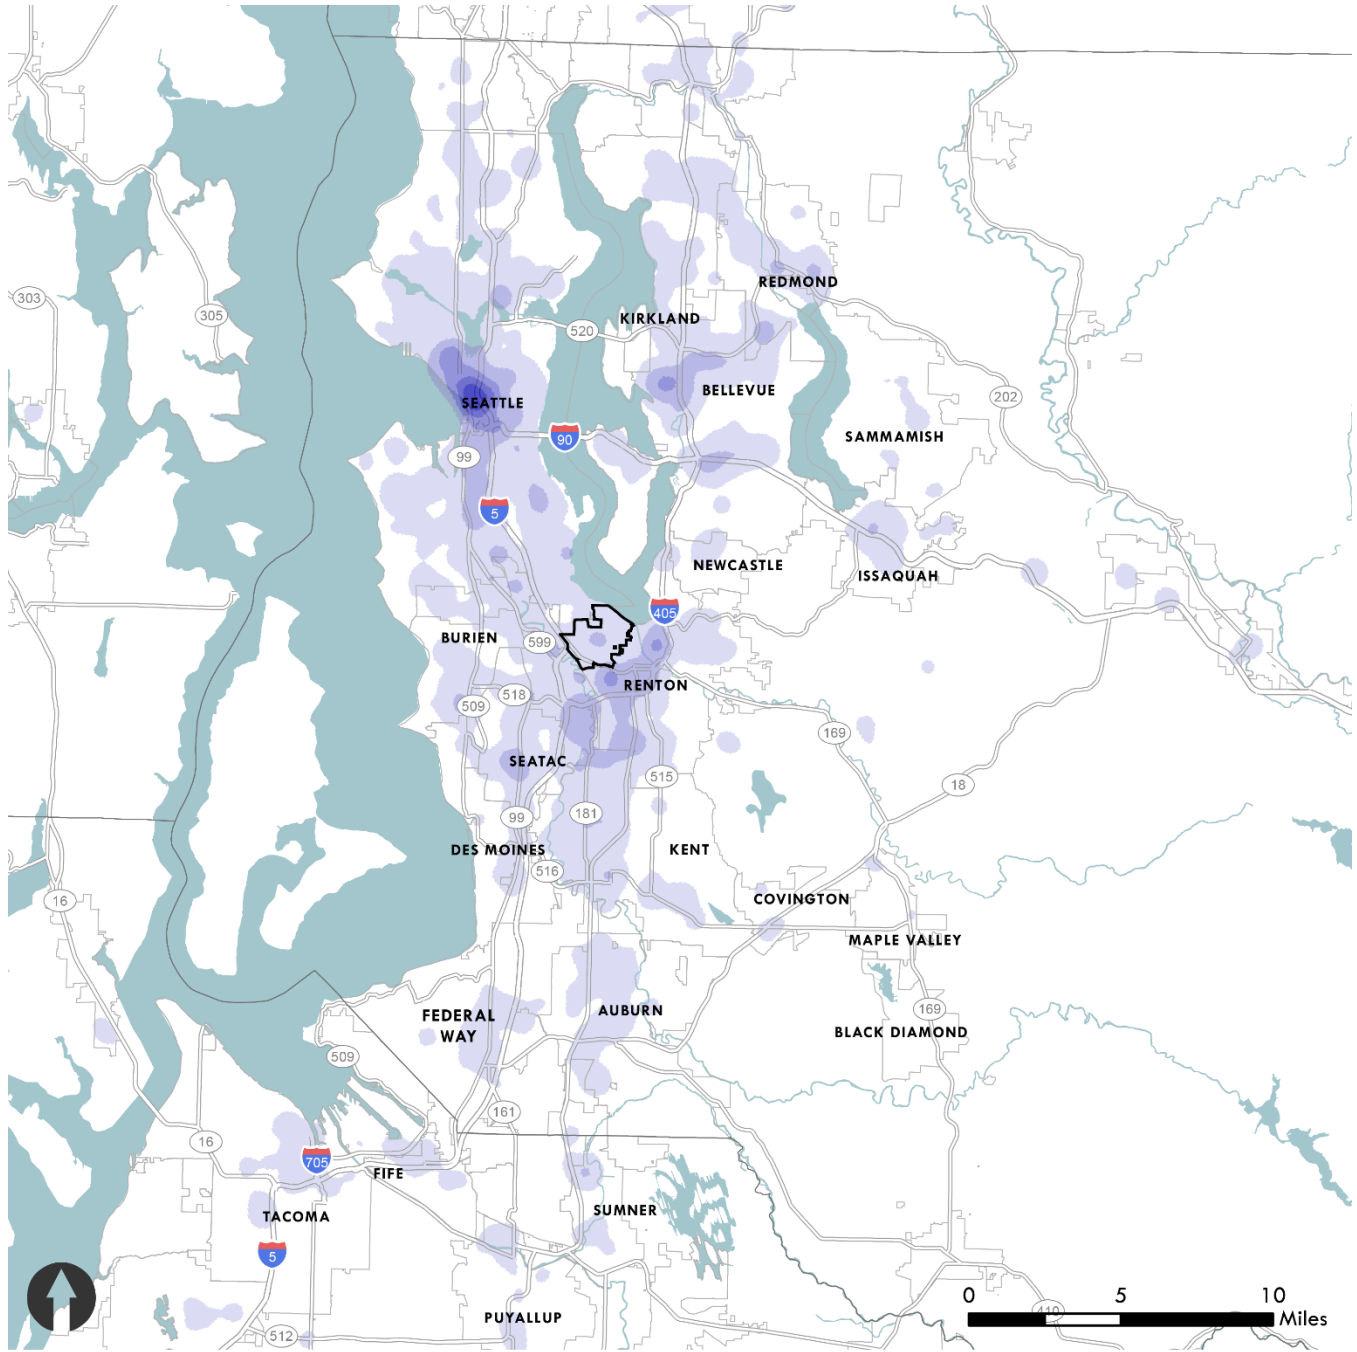 303
305
REDMOND
KIRKLAND
520
BELLEVUE
SEATTLE
202
90
SAMMAMISH
99
5
NEWCASTLE
ISSAQUAH
405
BURIEN
599
RENTON
518
509
169
SEATAC
515
18
181
99
DES MOINES
KENT
516
16
COVINGTON
MAPLE VALLEY
169
FEDERAL
WAY
AUBURN
BLACK DIAMOND
509
161
16
705
FIFE
SUMNER
TACOMA
5
0 5 10
Miles
410
PUYALLUP
512